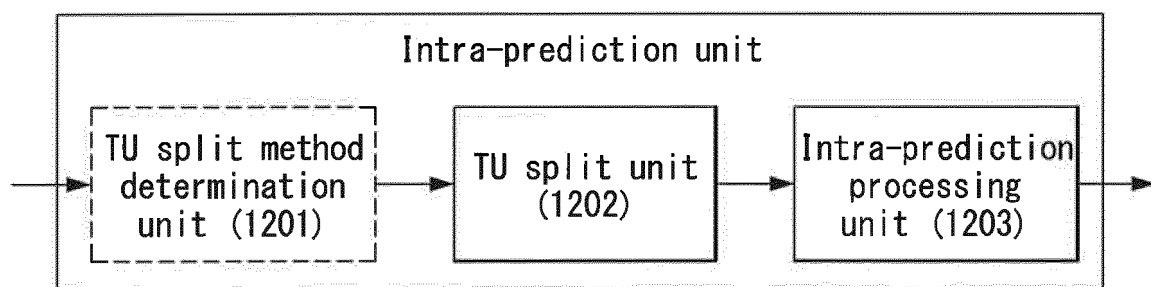 Intra-prediction unit
TU split method
determination
unit (1201)
TU split unit
(1202)
Intra-prediction
processing
unit (1203)